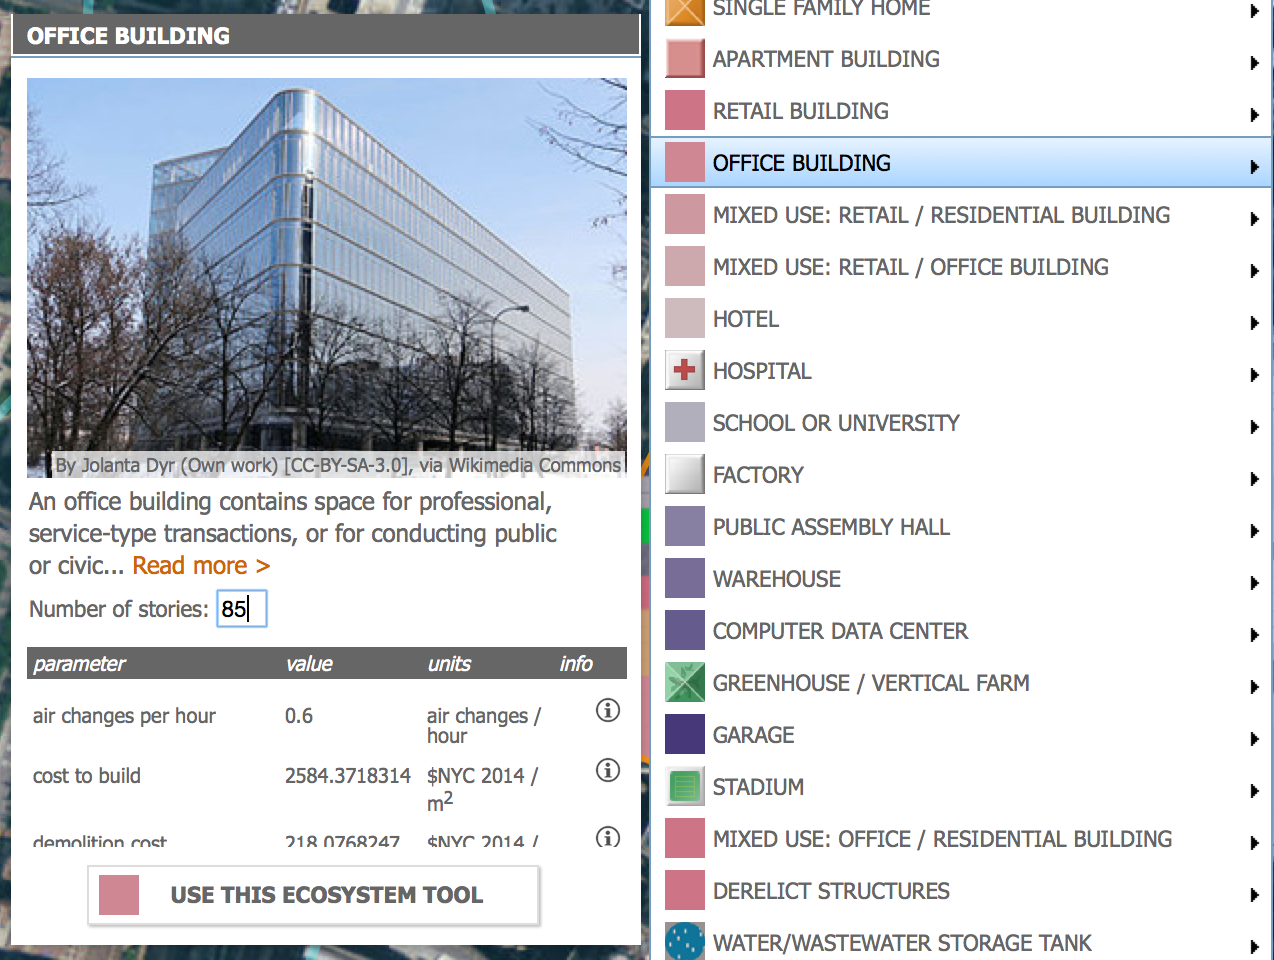 OFFICE BUILDING
By Jolanta Dyr (Own work) [CC-BY-SA-3.0], via Wikimedia Commons
An office building contains space for professional,
service-type transactions, or for conducting public
or civic... Read more >
Number of stories: 85
parameter value units info
air changes per hour 0.6 air changes /
hour
cost to build 2584.3718314 $NYC 2014 /
m2
demolition cost 218.0768247 $NYC 2014 /
USE THIS ECOSYSTEM TOOL
SINGLE FAMILY HOME
APARTMENT BUILDING
RETAIL BUILDING
OFFICE BUILDING
MIXED USE: RETAIL / RESIDENTIAL BUILDING
MIXED USE: RETAIL / OFFICE BUILDING
HOTEL
HOSPITAL
SCHOOL OR UNIVERSITY
FACTORY
PUBLIC ASSEMBLY HALL
WAREHOUSE
COMPUTER DATA CENTER
GREENHOUSE / VERTICAL FARM
GARAGE
STADIUM
MIXED USE: OFFICE / RESIDENTIAL BUILDING
DERELICT STRUCTURES
WATER/WASTEWATER STORAGE TANK